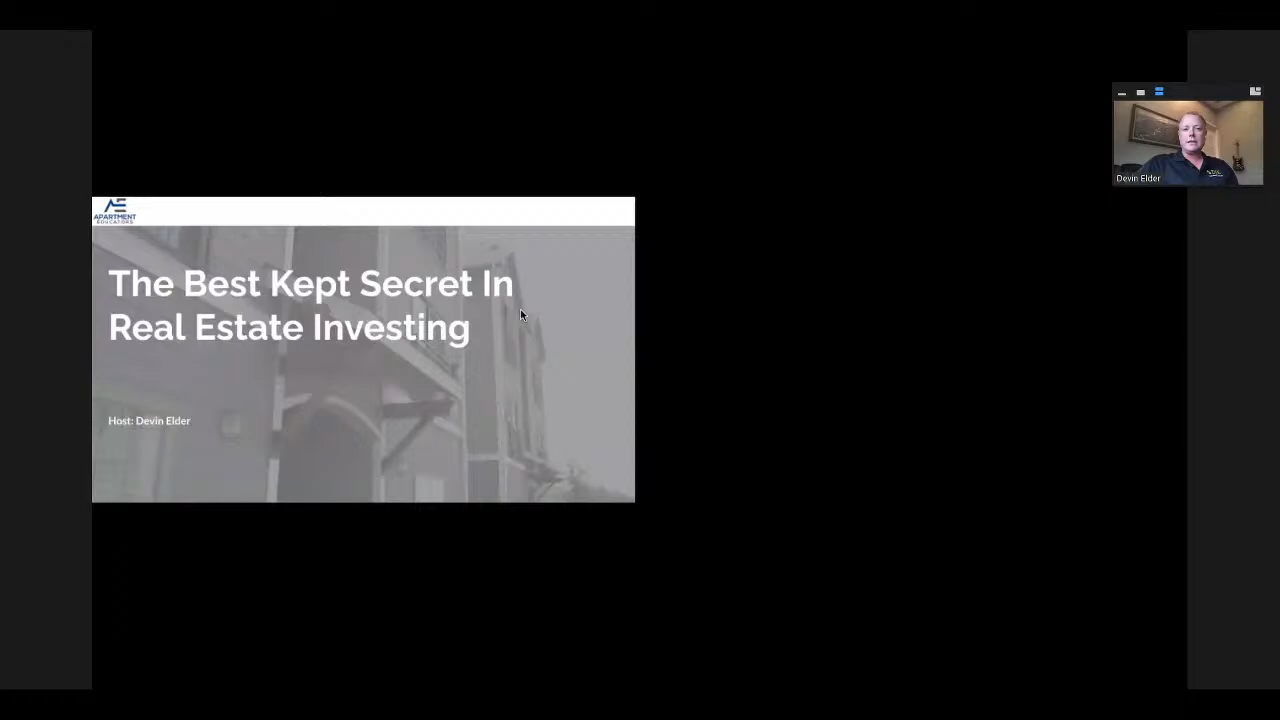 APARTMENT
EDUCATORS
The Best Kept Secret In
Real Estate Investing
Host: Devin Elder
Devin Elder